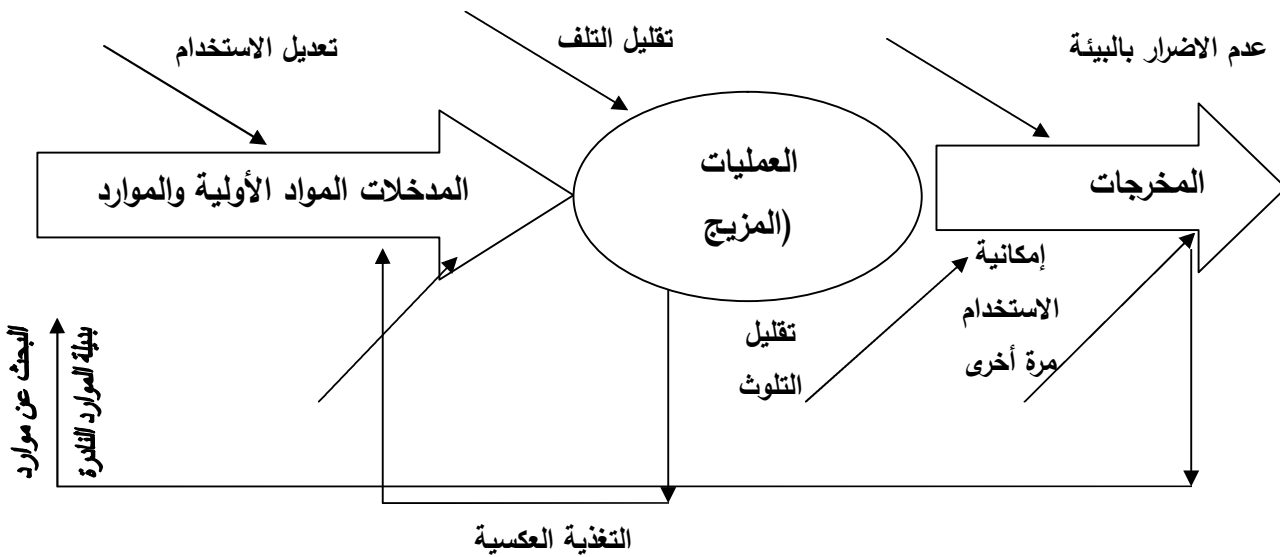 عدم الاضرار بالبيئة
تقليل التلف
تعديل الاستخدام
المدخلات المواد الأولية والموارد
العمليات
(المزيج
المخرجات
إمكانية
الاستخدام
مرة أخرى
تقليل
التلوث
البحث عن موارد
بديلة الموارد النادرة
التغذية العكسية